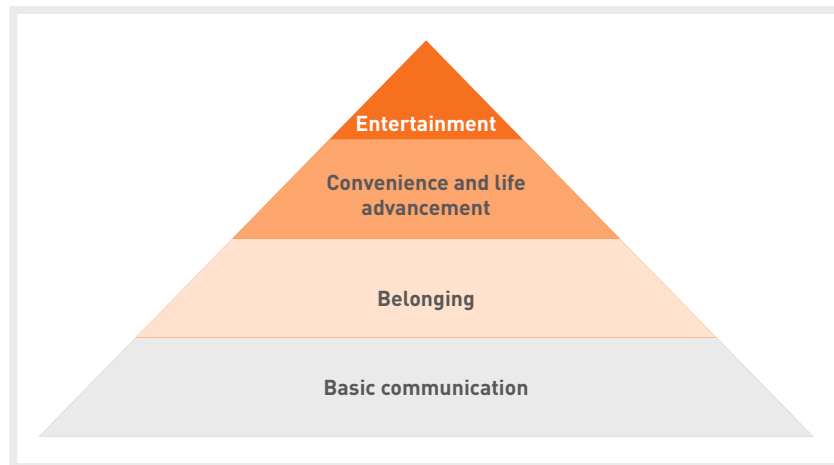 Entertainment
Convenience and life
advancement
Belonging
Basic communication